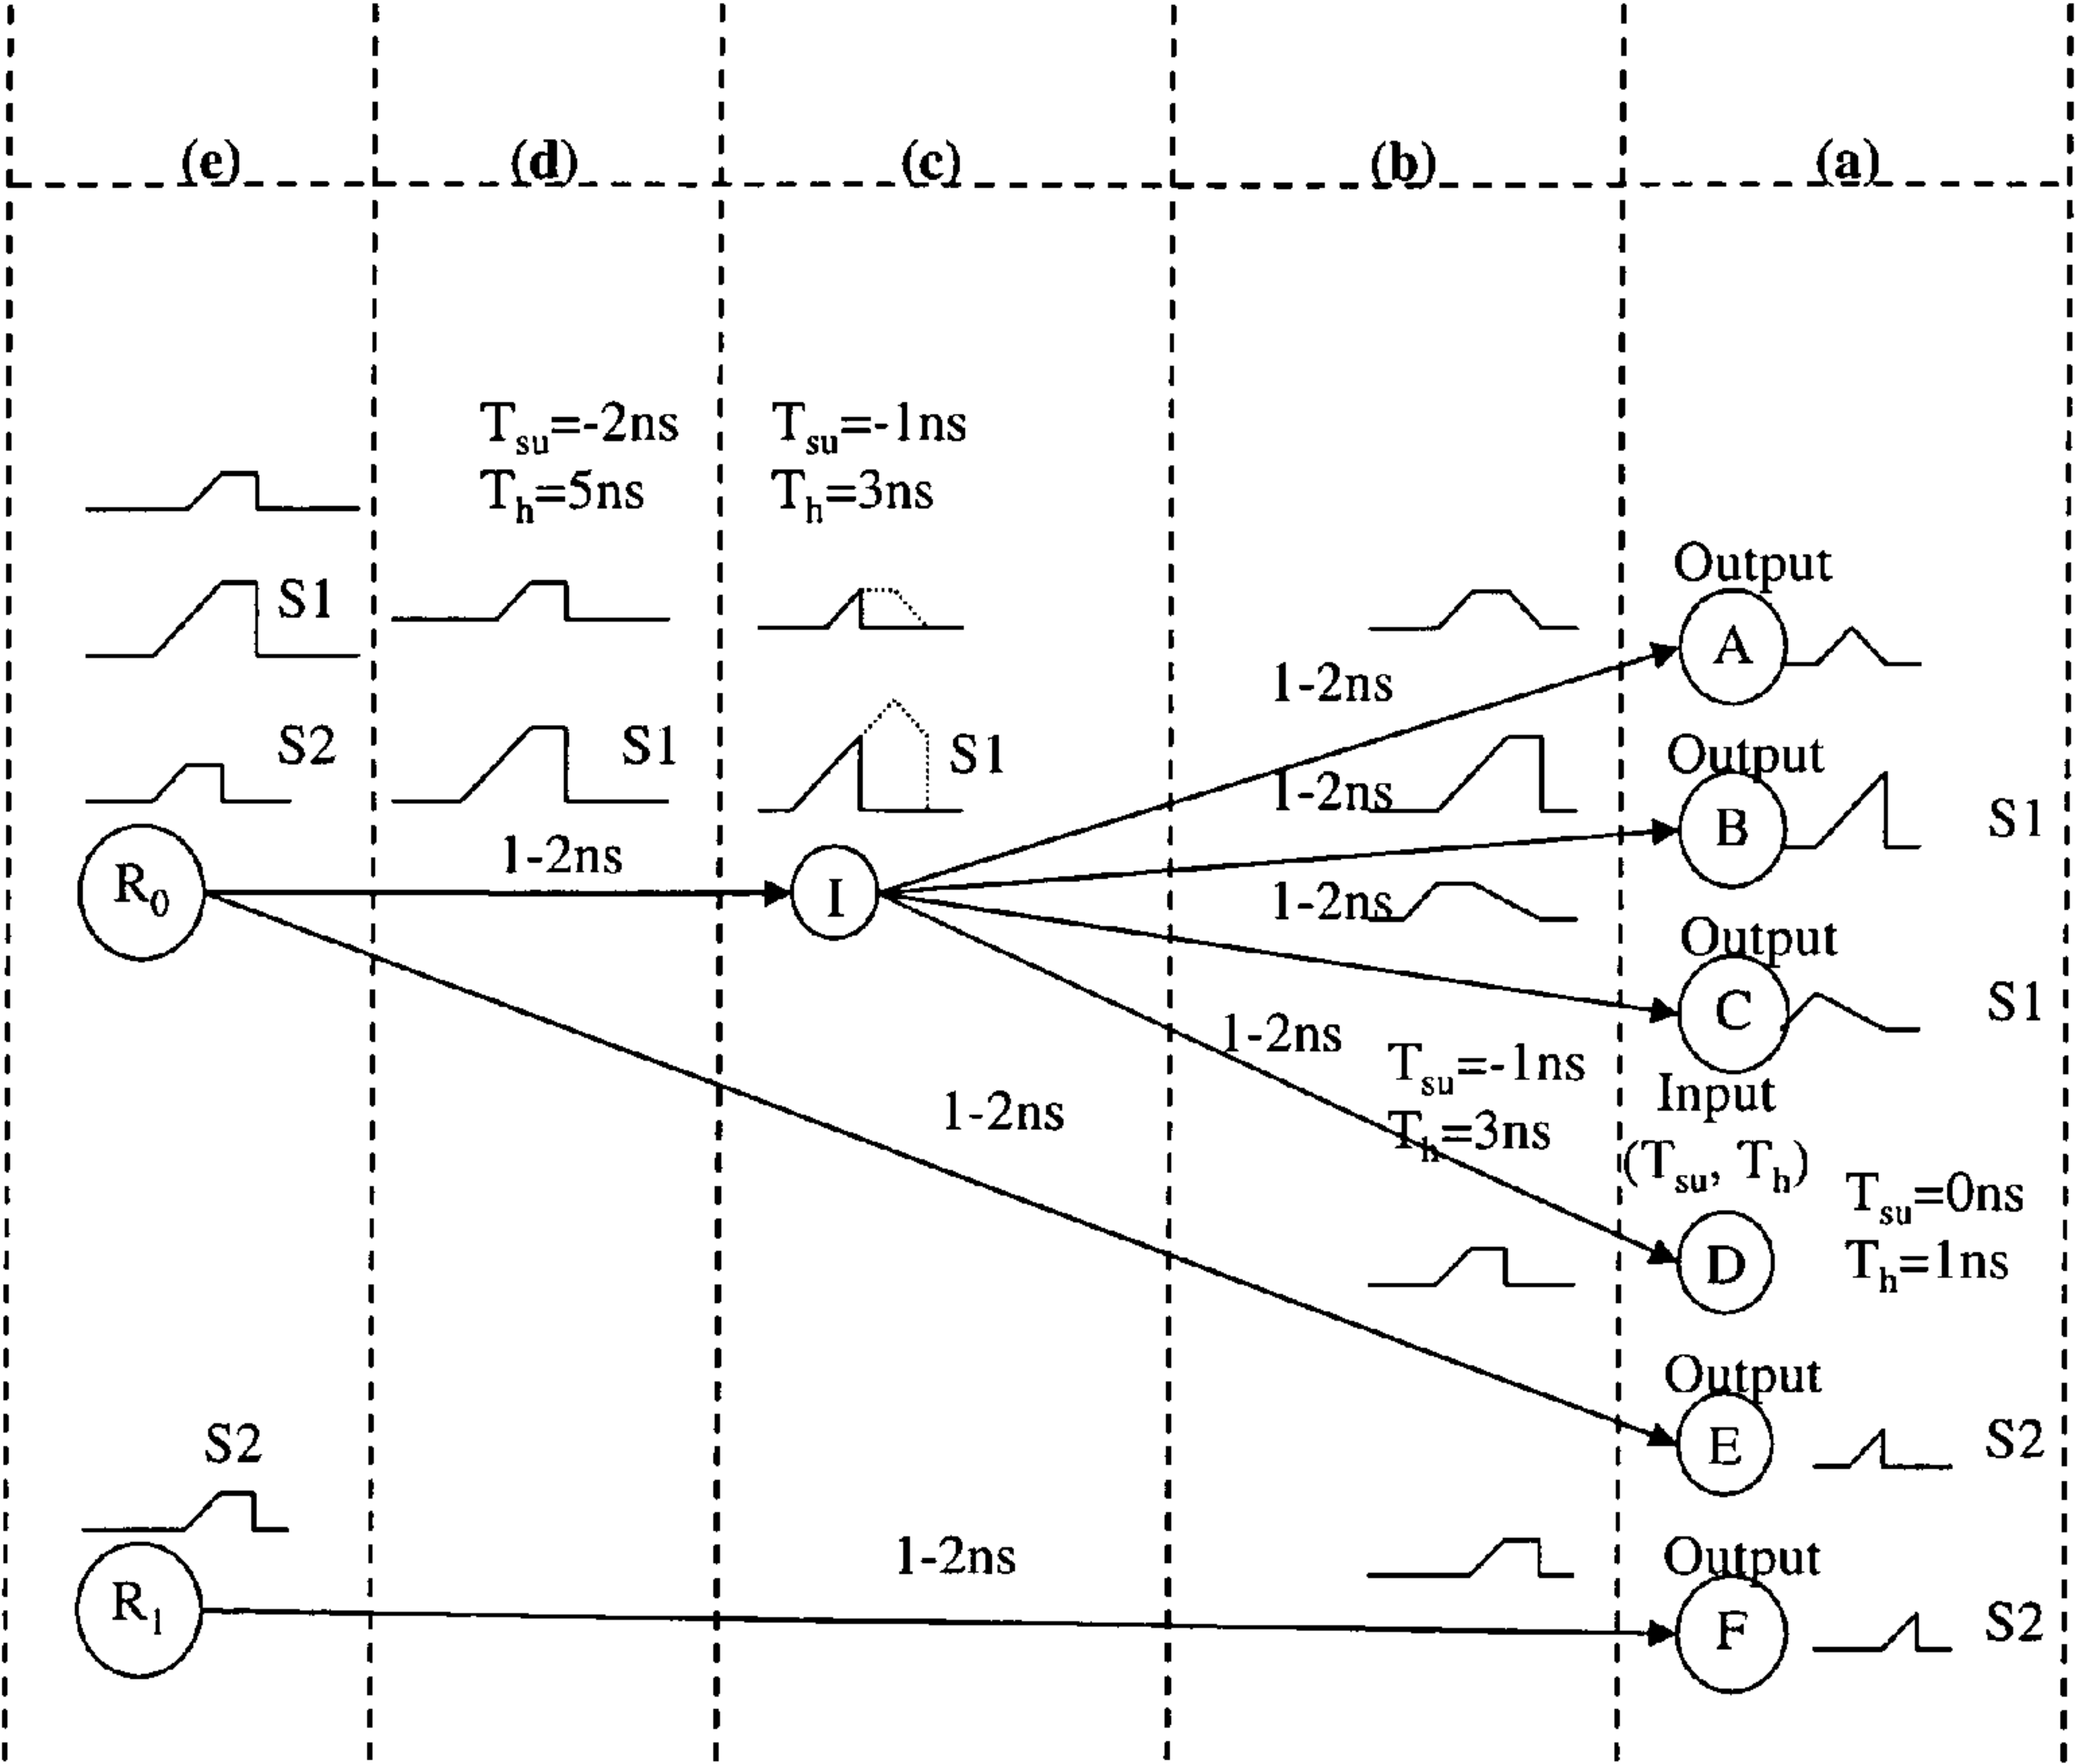 (e) (d) (c) (b) (a)
Tsu=-2ns
Th=5ns
Tsu=-1ns
Th=3ns
S1
S2
S1
S1
R0
1-2ns
I
1-2ns
1-2ns
1-2ns
1-2ns
1-2ns
Tsu=-1ns
Th=3ns
Output
A
Output
B
S1
Output
C
S1
Input
(Tsu, Th)
Tsu=0ns
Th=1ns
D
Output
E
S2
S2
R1
1-2ns
Output
F
S2